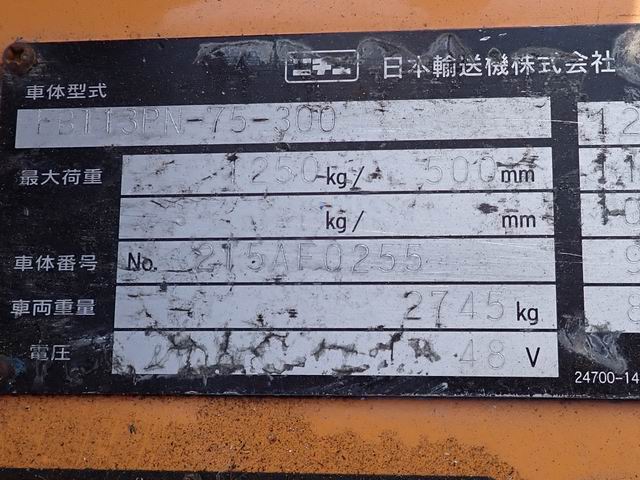 ニチユ 日本輸送機株式会社
車体型式
FBT13PN-75-300
最大荷重 1250 kg/ 500 mm
kg/ mm
車体番号 No. 215AF0255
車両重量 2745 kg
電圧 48 V
24700-14